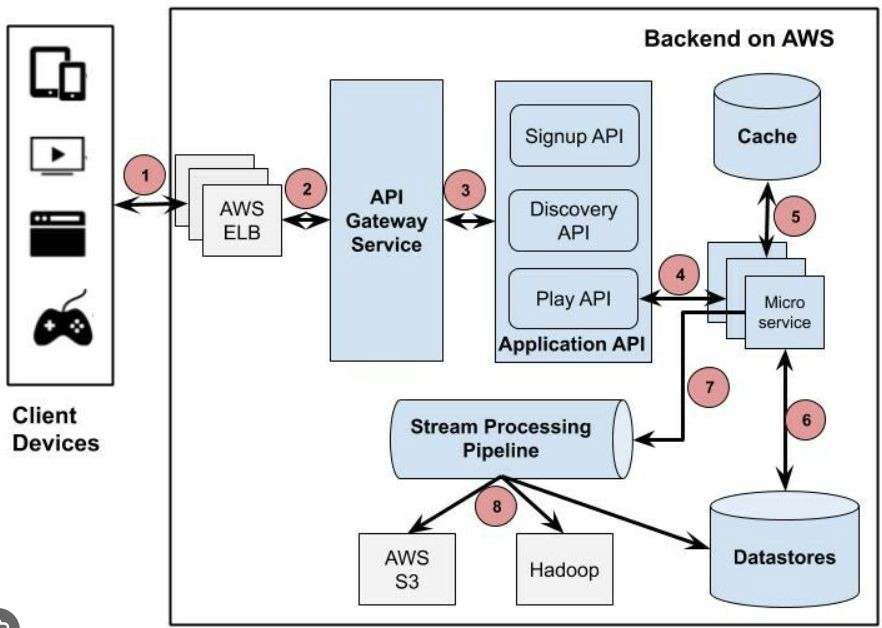 Backend on AWS
Client
Devices
1
AWS
ELB
2
API
Gateway
Service
3
Signup API
Discovery
API
Play API
Application API
4
Cache
5
Micro
service
6
7
Stream Processing
Pipeline
8
AWS
S3
Hadoop
Datastores